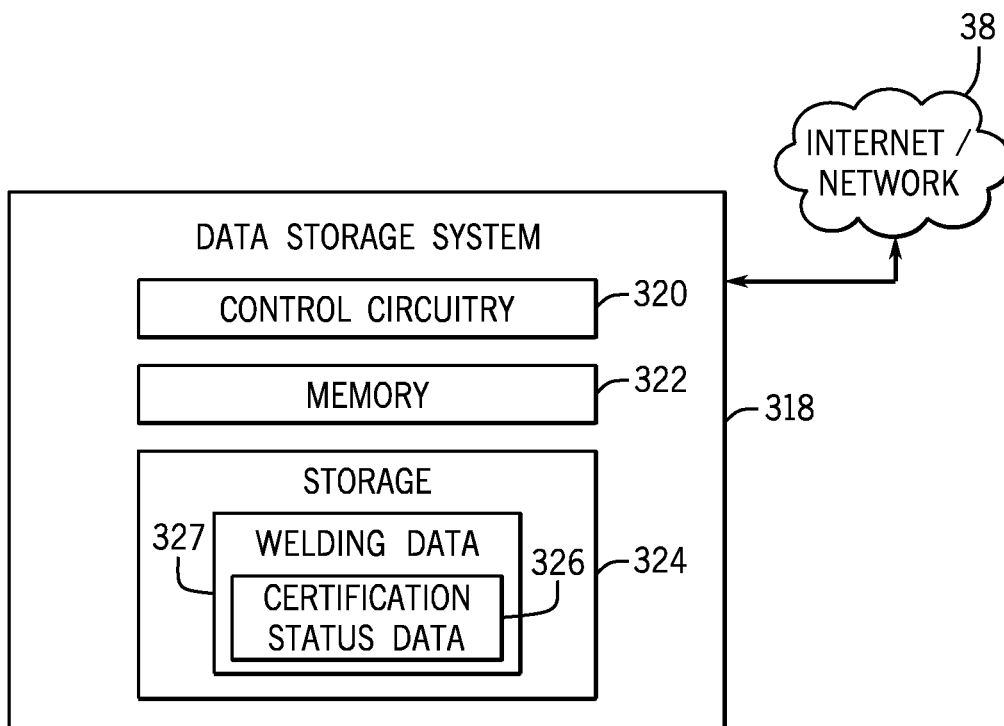 38
INTERNET /
NETWORK
DATA STORAGE SYSTEM
CONTROL CIRCUITRY
320
MEMORY
322
318
STORAGE
327
WELDING DATA
326
324
CERTIFICATION
STATUS DATA